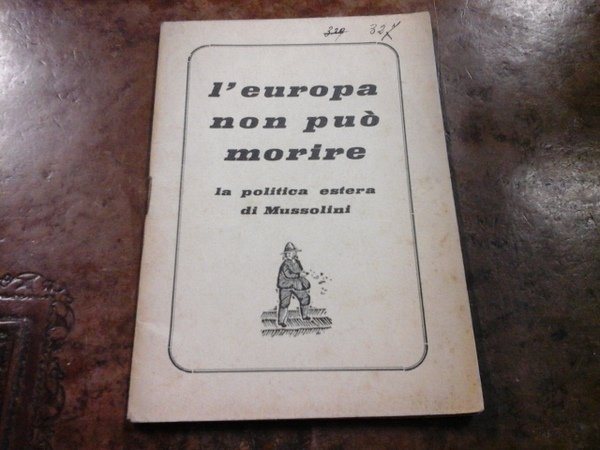 l'europa
non può
morire
la politica estera
di Mussolini